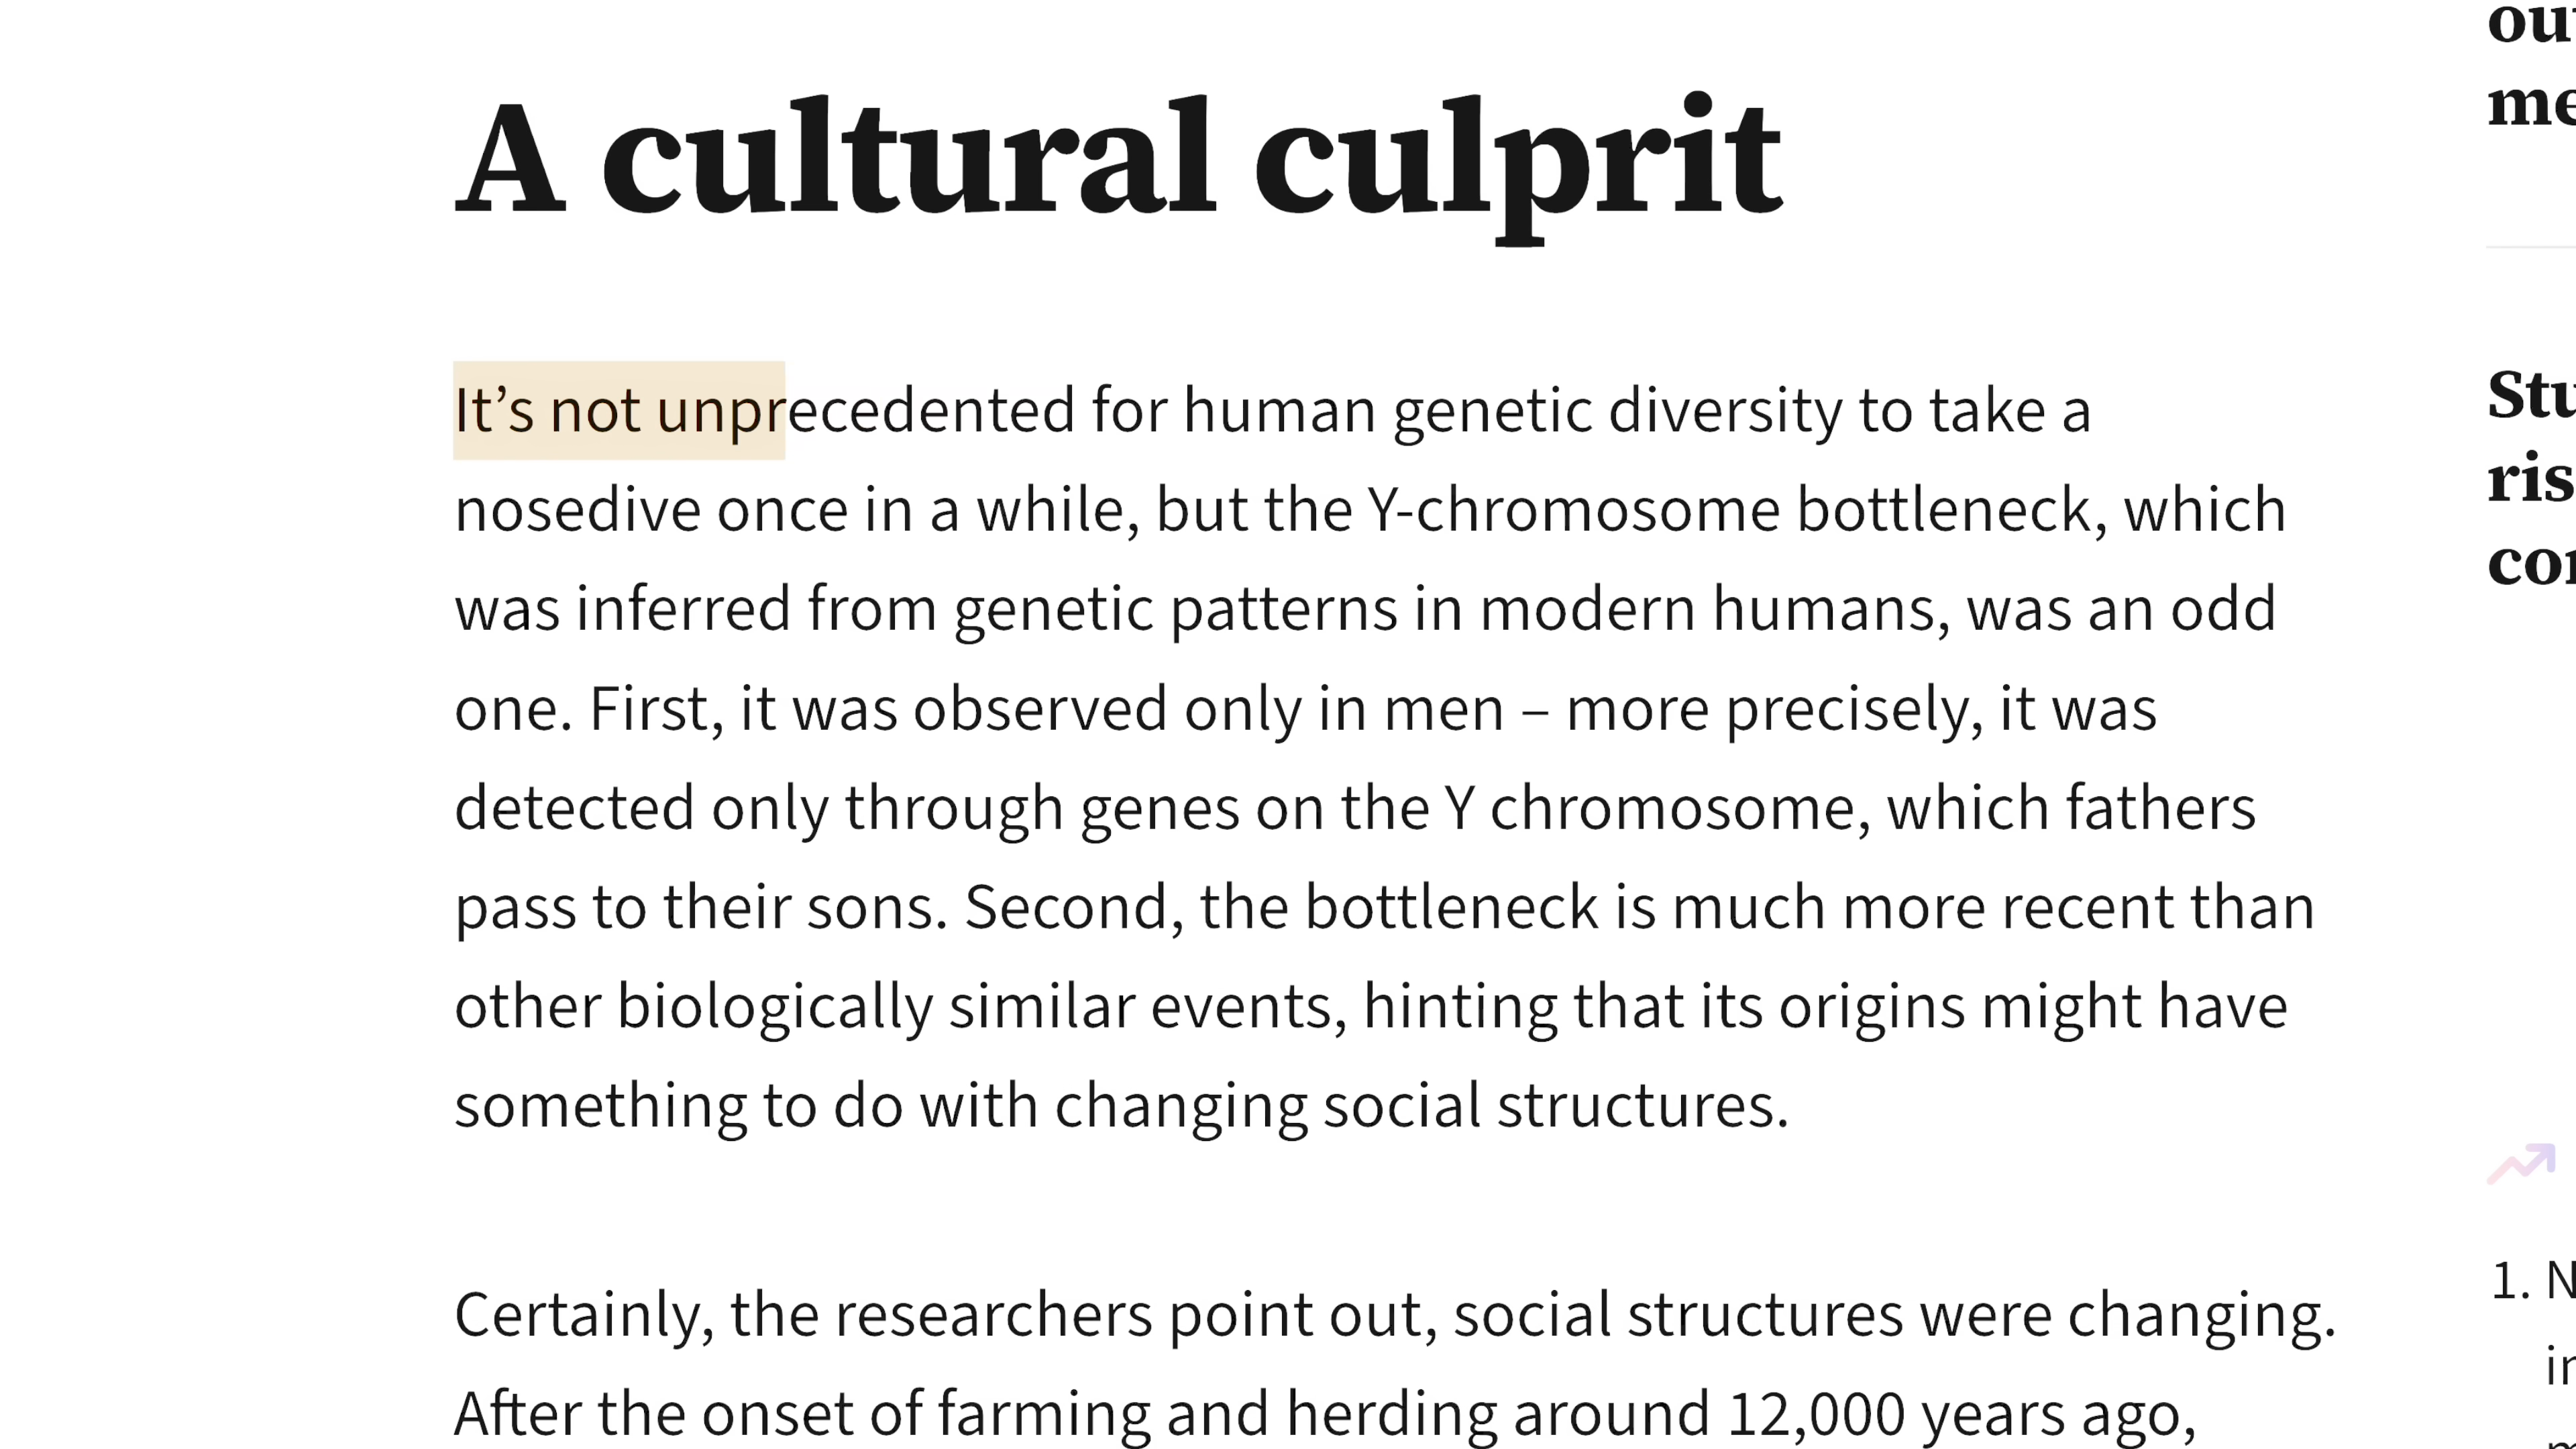 A cultural culprit
It’s not unprecedented for human genetic diversity to take a
nosedive once in a while, but the Y-chromosome bottleneck, which
was inferred from genetic patterns in modern humans, was an odd
one. First, it was observed only in men – more precisely, it was
detected only through genes on the Y chromosome, which fathers
pass to their sons. Second, the bottleneck is much more recent than
other biologically similar events, hinting that its origins might have
something to do with changing social structures.
Certainly, the researchers point out, social structures were changing.
After the onset of farming and herding around 12,000 years ago,
1.